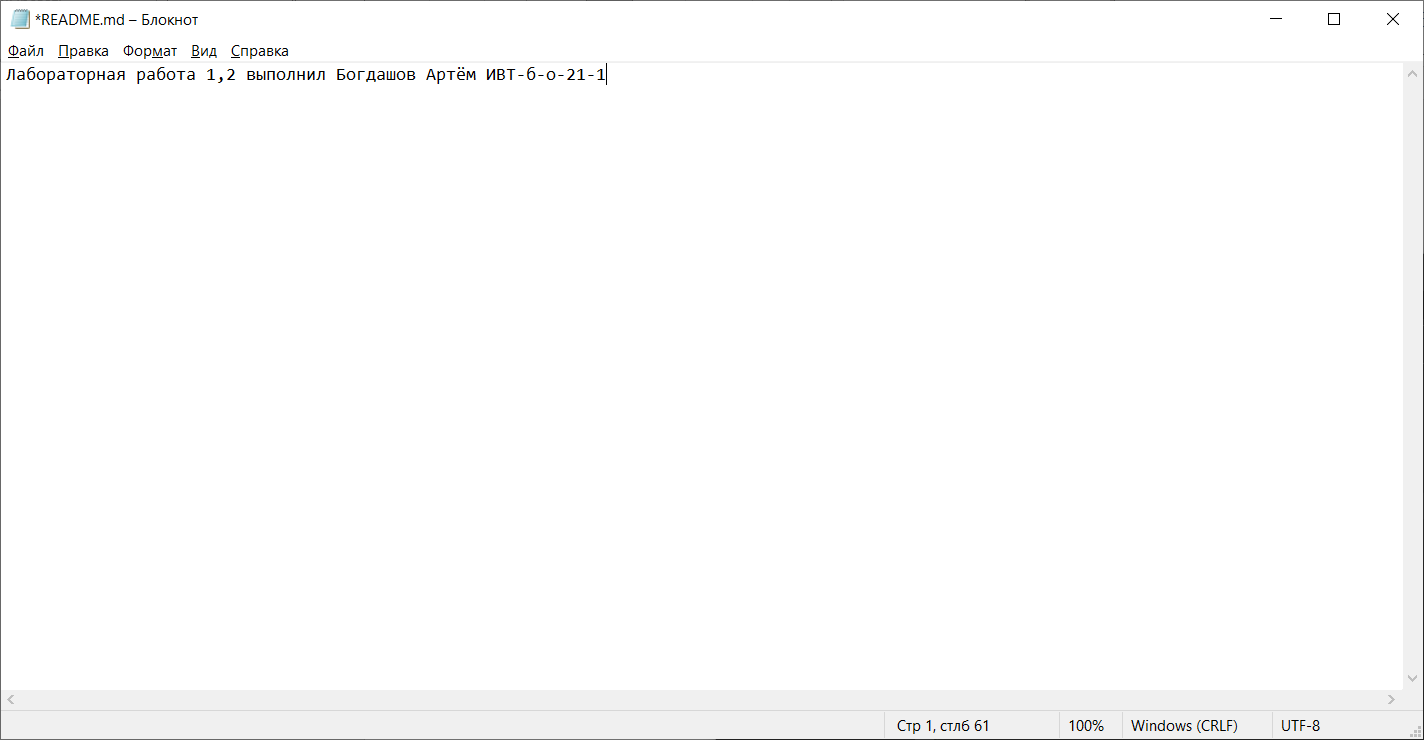 *README.md – Блокнот
Файл Правка Формат Вид Справка
Лабораторная работа 1,2 выполнил Богдашов Артём ИВТ-б-о-21-1
Стр 1, стлб 61 100% Windows (CRLF) UTF-8